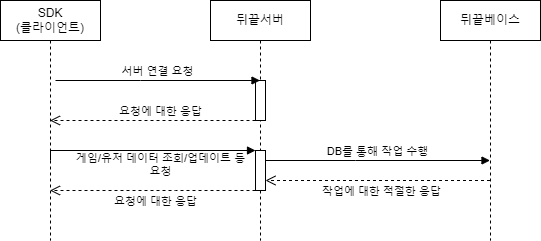 SDK
(클라이언트)
뒤끝서버
뒤끝베이스
서버 연결 요청
요청에 대한 응답
게임/유저 데이터 조회/업데이트 등
요청
DB를 통해 작업 수행
작업에 대한 적절한 응답
요청에 대한 응답